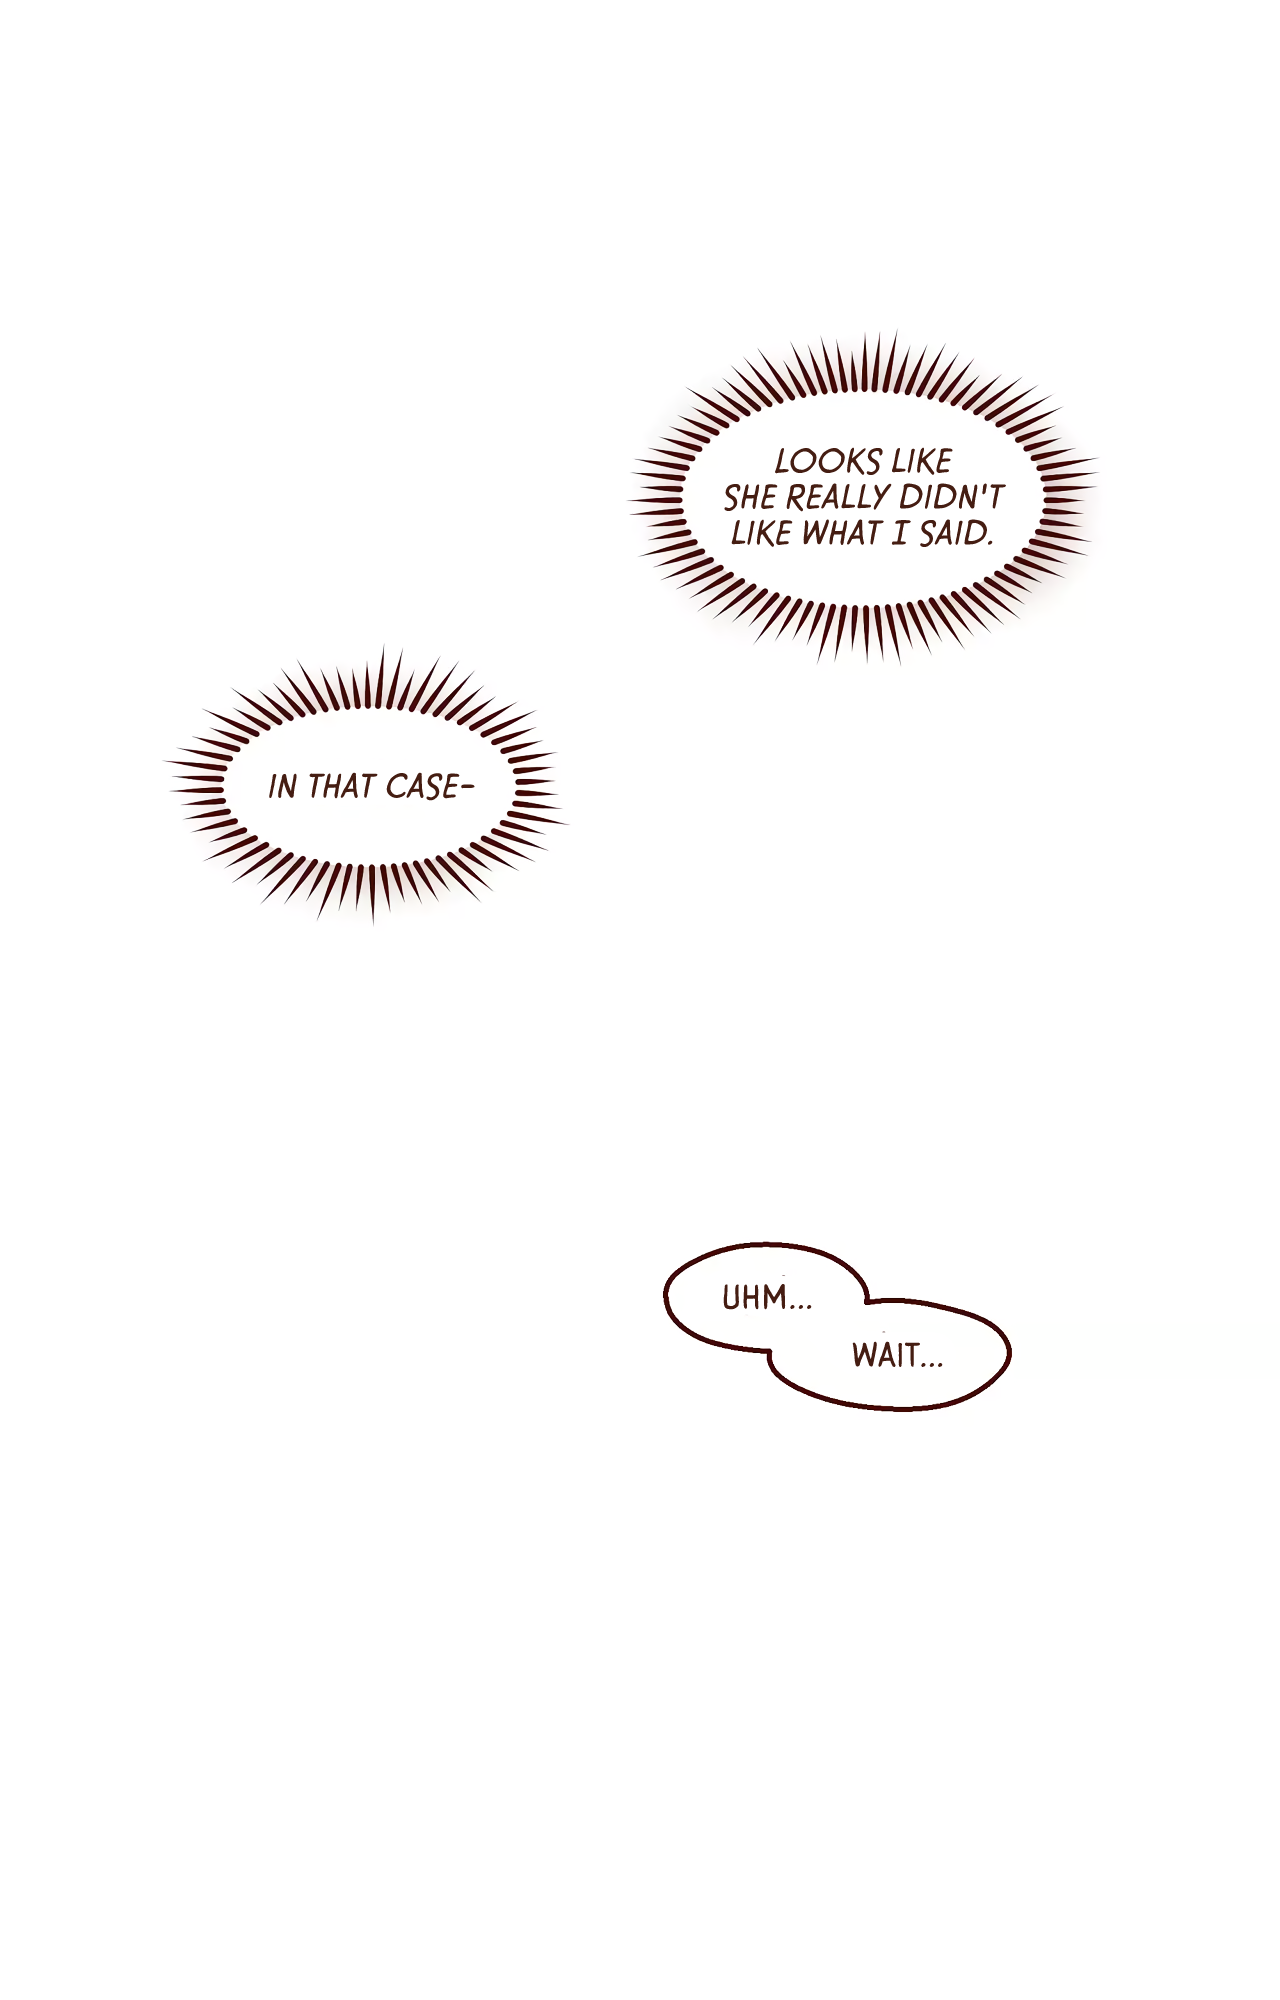 LOOKS LIKE
SHE REALLY DIDN'T
LIKE WHAT I SAID.
IN THAT CASE-
UHM...
WAIT...